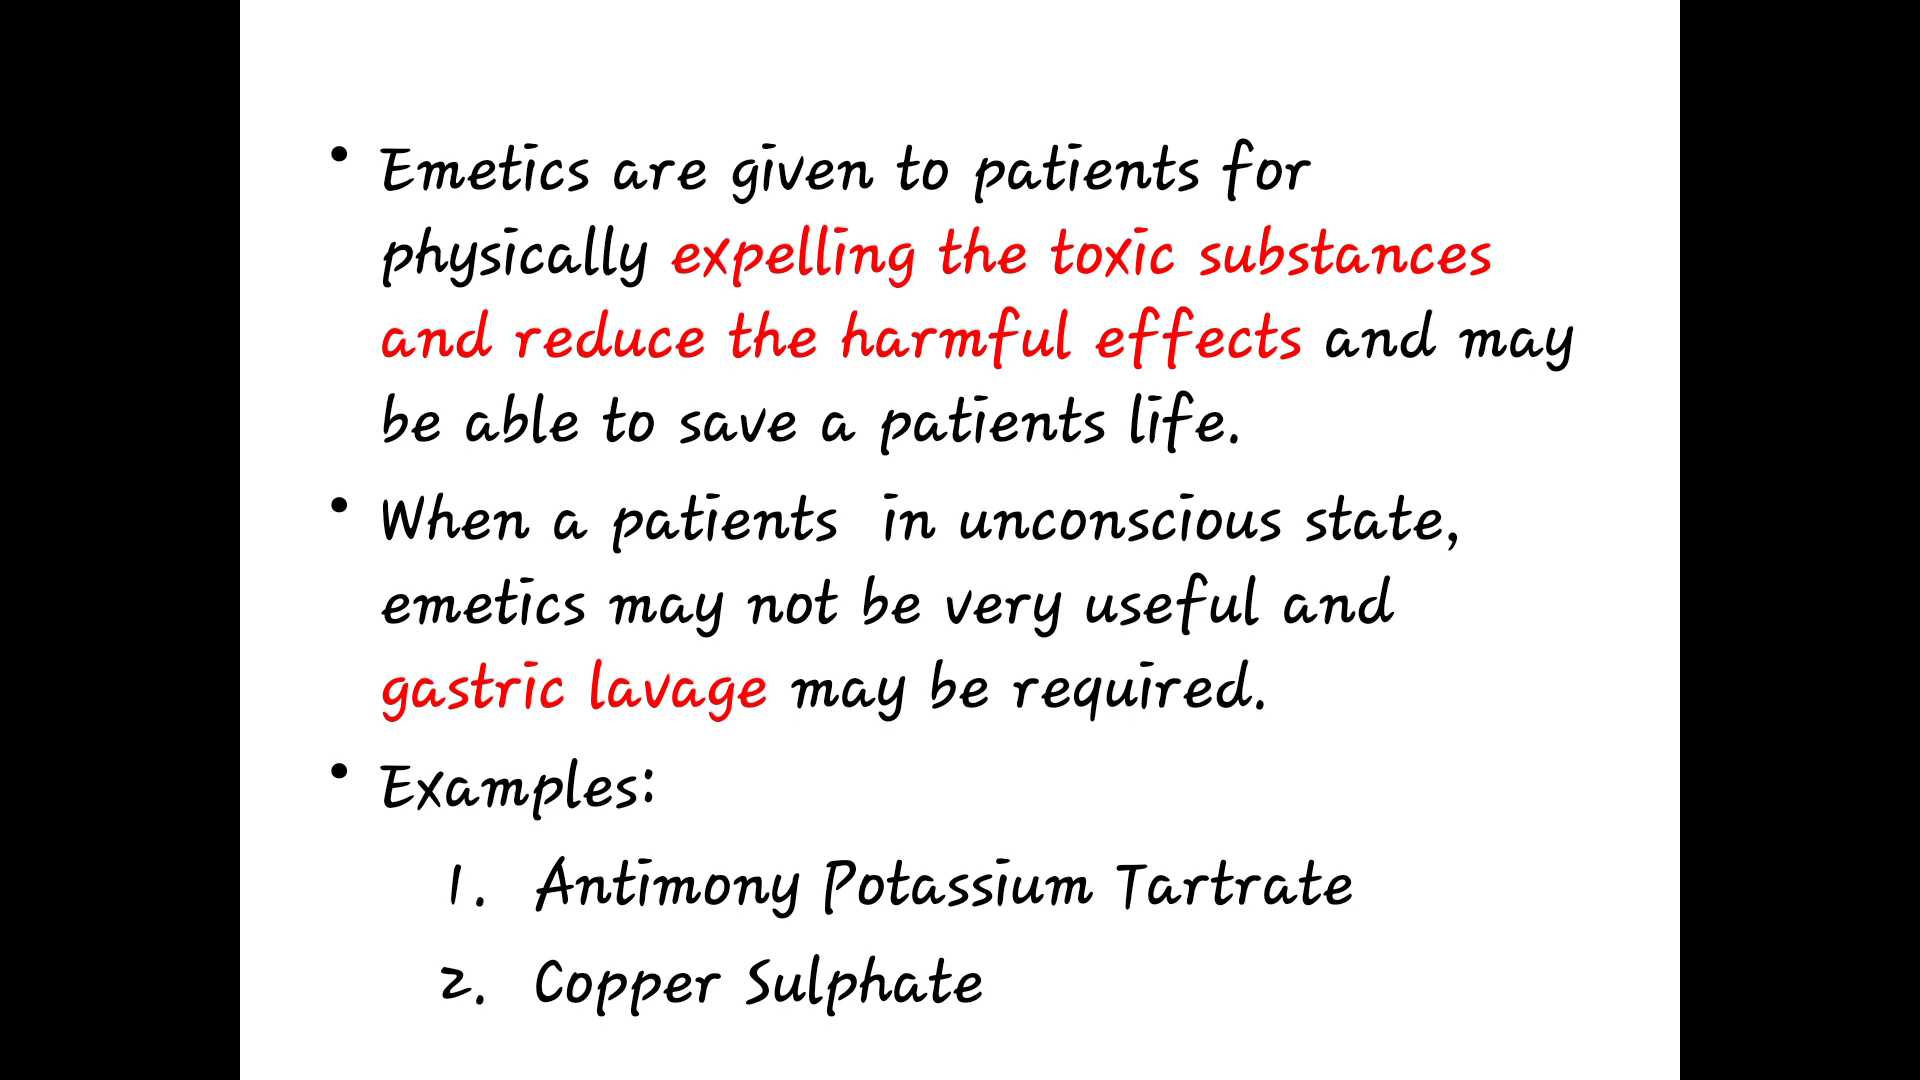 • Emetics are given to patients for
physically expelling the toxic substances
and reduce the harmful effects and may
be able to save a patients life.
• When a patients  in unconscious state,
emetics may not be very useful and
gastric lavage may be required.
• Examples:
1. Antimony Potassium Tartrate
2. Copper Sulphate